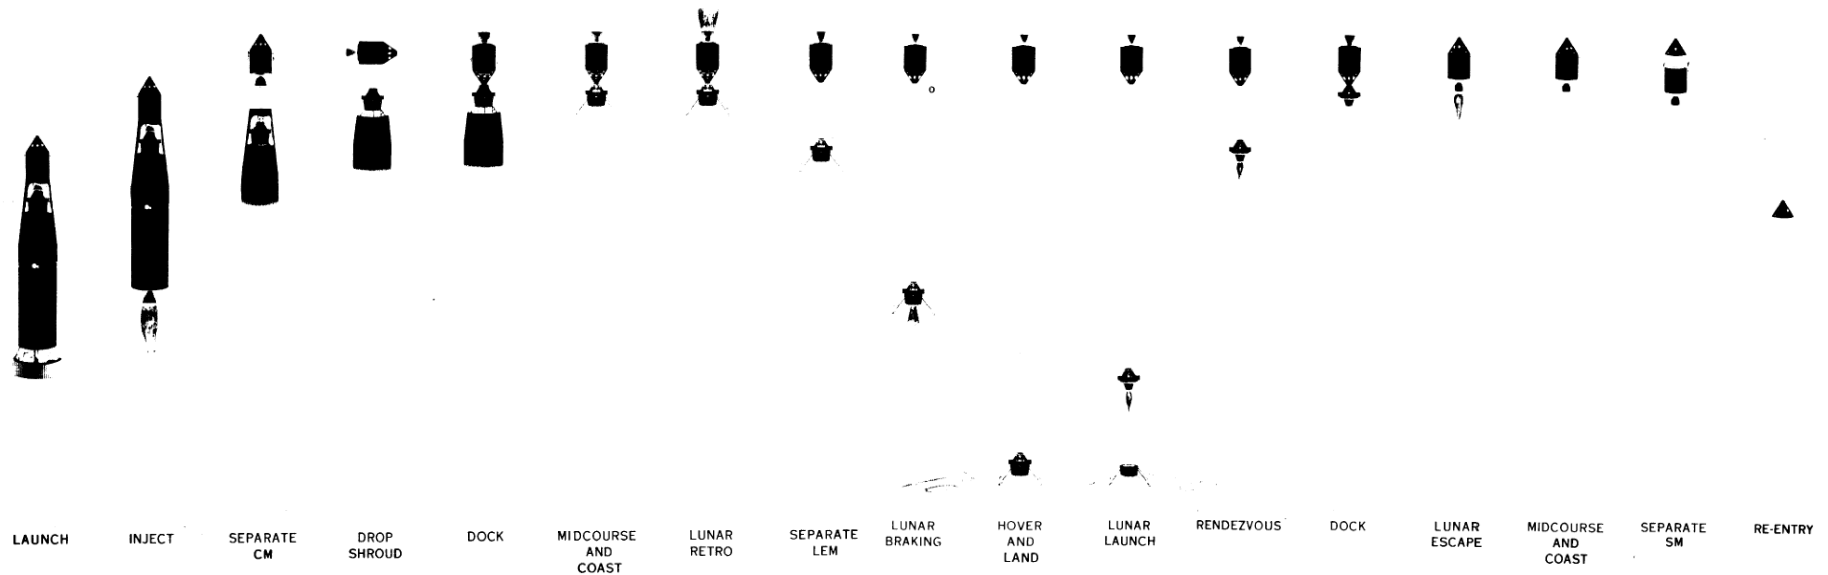 LAUNCH
INJECT
SEPARATE
CM
DROP
SHROUD
DOCK
MIDCOURSE
AND
COAST
LUNAR
RETRO
SEPARATE
LEM
LUNAR
BRAKING
HOVER
AND
LAND
LUNAR
LAUNCH
RENDEZVOUS
DOCK
LUNAR
ESCAPE
MIDCOURSE
AND
COAST
SEPARATE
SM
RE-ENTRY